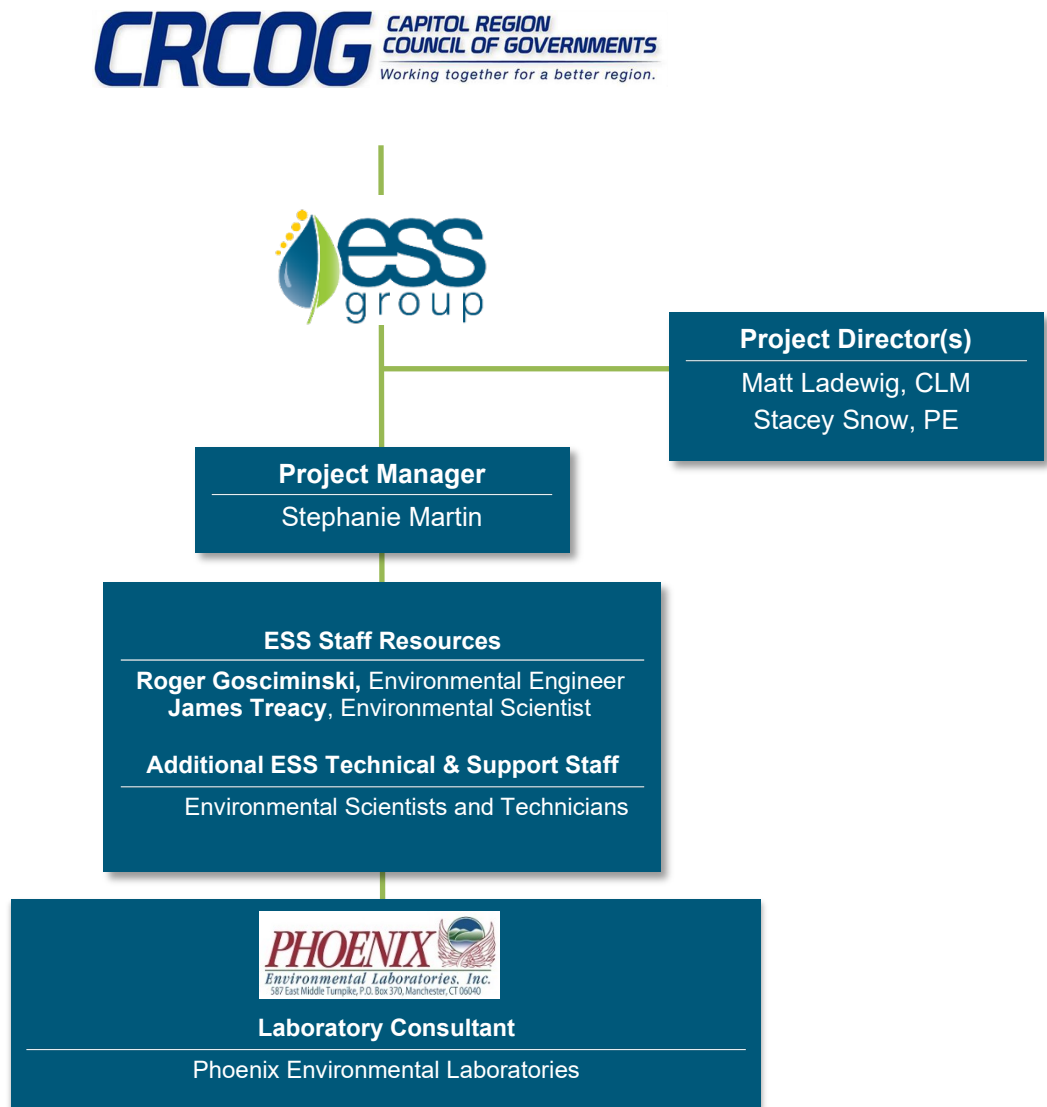 CRCOG
CAPITOL REGION
COUNCIL OF GOVERNMENTS
Working together for a better region.
ess
group
Project Director(s)
Matt Ladewig, CLM
Stacey Snow, PE
Project Manager
Stephanie Martin
ESS Staff Resources
Roger Gosciminski, Environmental Engineer
James Treacy, Environmental Scientist
Additional ESS Technical & Support Staff
Environmental Scientists and Technicians
PHOENIX
Environmental Laboratories, Inc.
587 East Middle Turnpike, P.O. Box 370, Manchester, CT 06040
Laboratory Consultant
Phoenix Environmental Laboratories